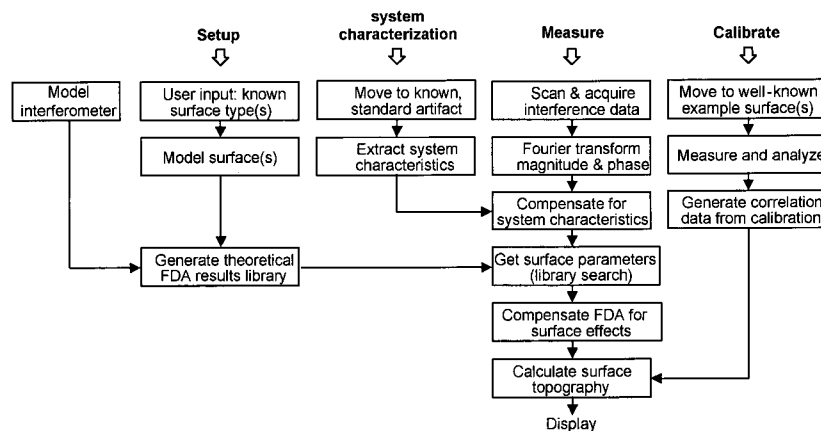 Setup
system
characterization
Measure
Calibrate
Model
interferometer
User input: known
surface type(s)
Move to known,
standard artifact
Scan & acquire
interference data
Move to well-known
example surface(s)
Model surface(s)
Extract system
characteristics
Fourier transform
magnitude & phase
Measure and analyze
Compensate for
system characteristics
Generate correlation
data from calibration
Generate theoretical
FDA results library
Get surface parameters
(library search)
Compensate FDA for
surface effects
Calculate surface
topography
Display